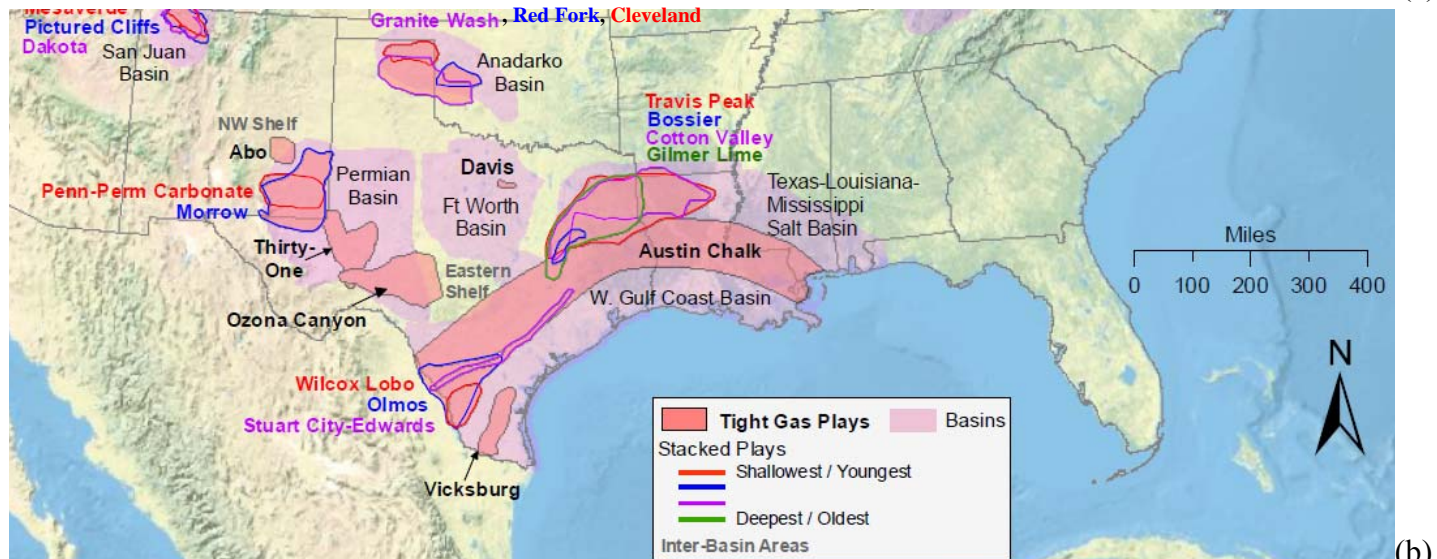 Mesaverde
Pictured Cliffs
Dakota
San Juan
Basin
Granite Wash, Red Fork, Cleveland
Anadarko
Basin
NW Shelf
Abo
Penn-Perm Carbonate
Morrow
Permian
Basin
Davis
Ft Worth
Basin
Travis Peak
Bossier
Cotton Valley
Gilmer Lime
Texas-Louisiana-
Mississippi
Salt Basin
Thirty-
One
Eastern
Shelf
Ozona Canyon
Austin Chalk
W. Gulf Coast Basin
Miles
0 100 200 300 400
N
Wilcox Lobo
Olmos
Stuart City-Edwards
Vicksburg
Tight Gas Plays
Basins
Stacked Plays
Shallowest / Youngest
Deepest / Oldest
Inter-Basin Areas
(b)